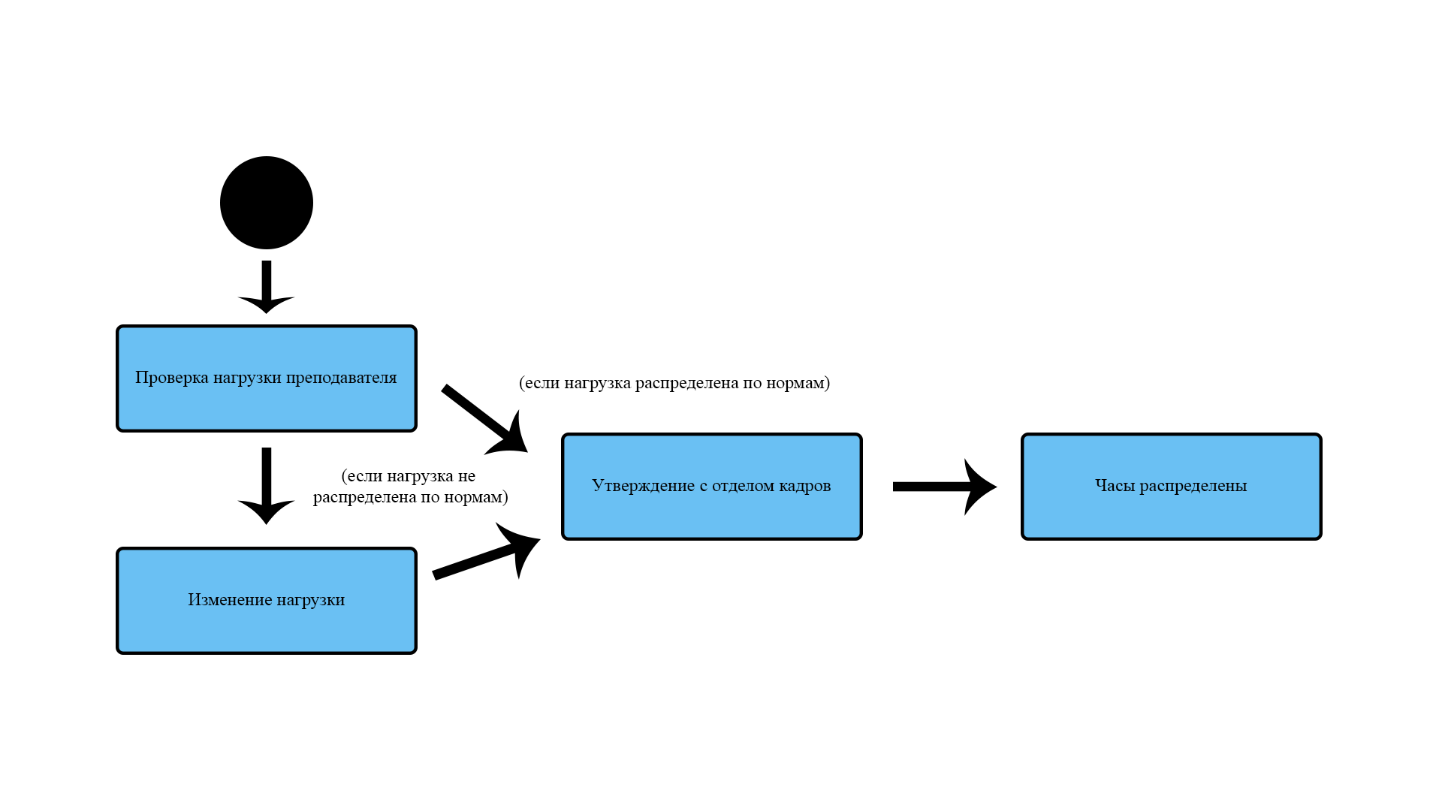 Проверка нагрузки преподавателя
(если нагрузка распределена по нормам)
(если нагрузка не
распределена по нормам)
Утверждение с отделом кадров
Часы распределены
Изменение нагрузки